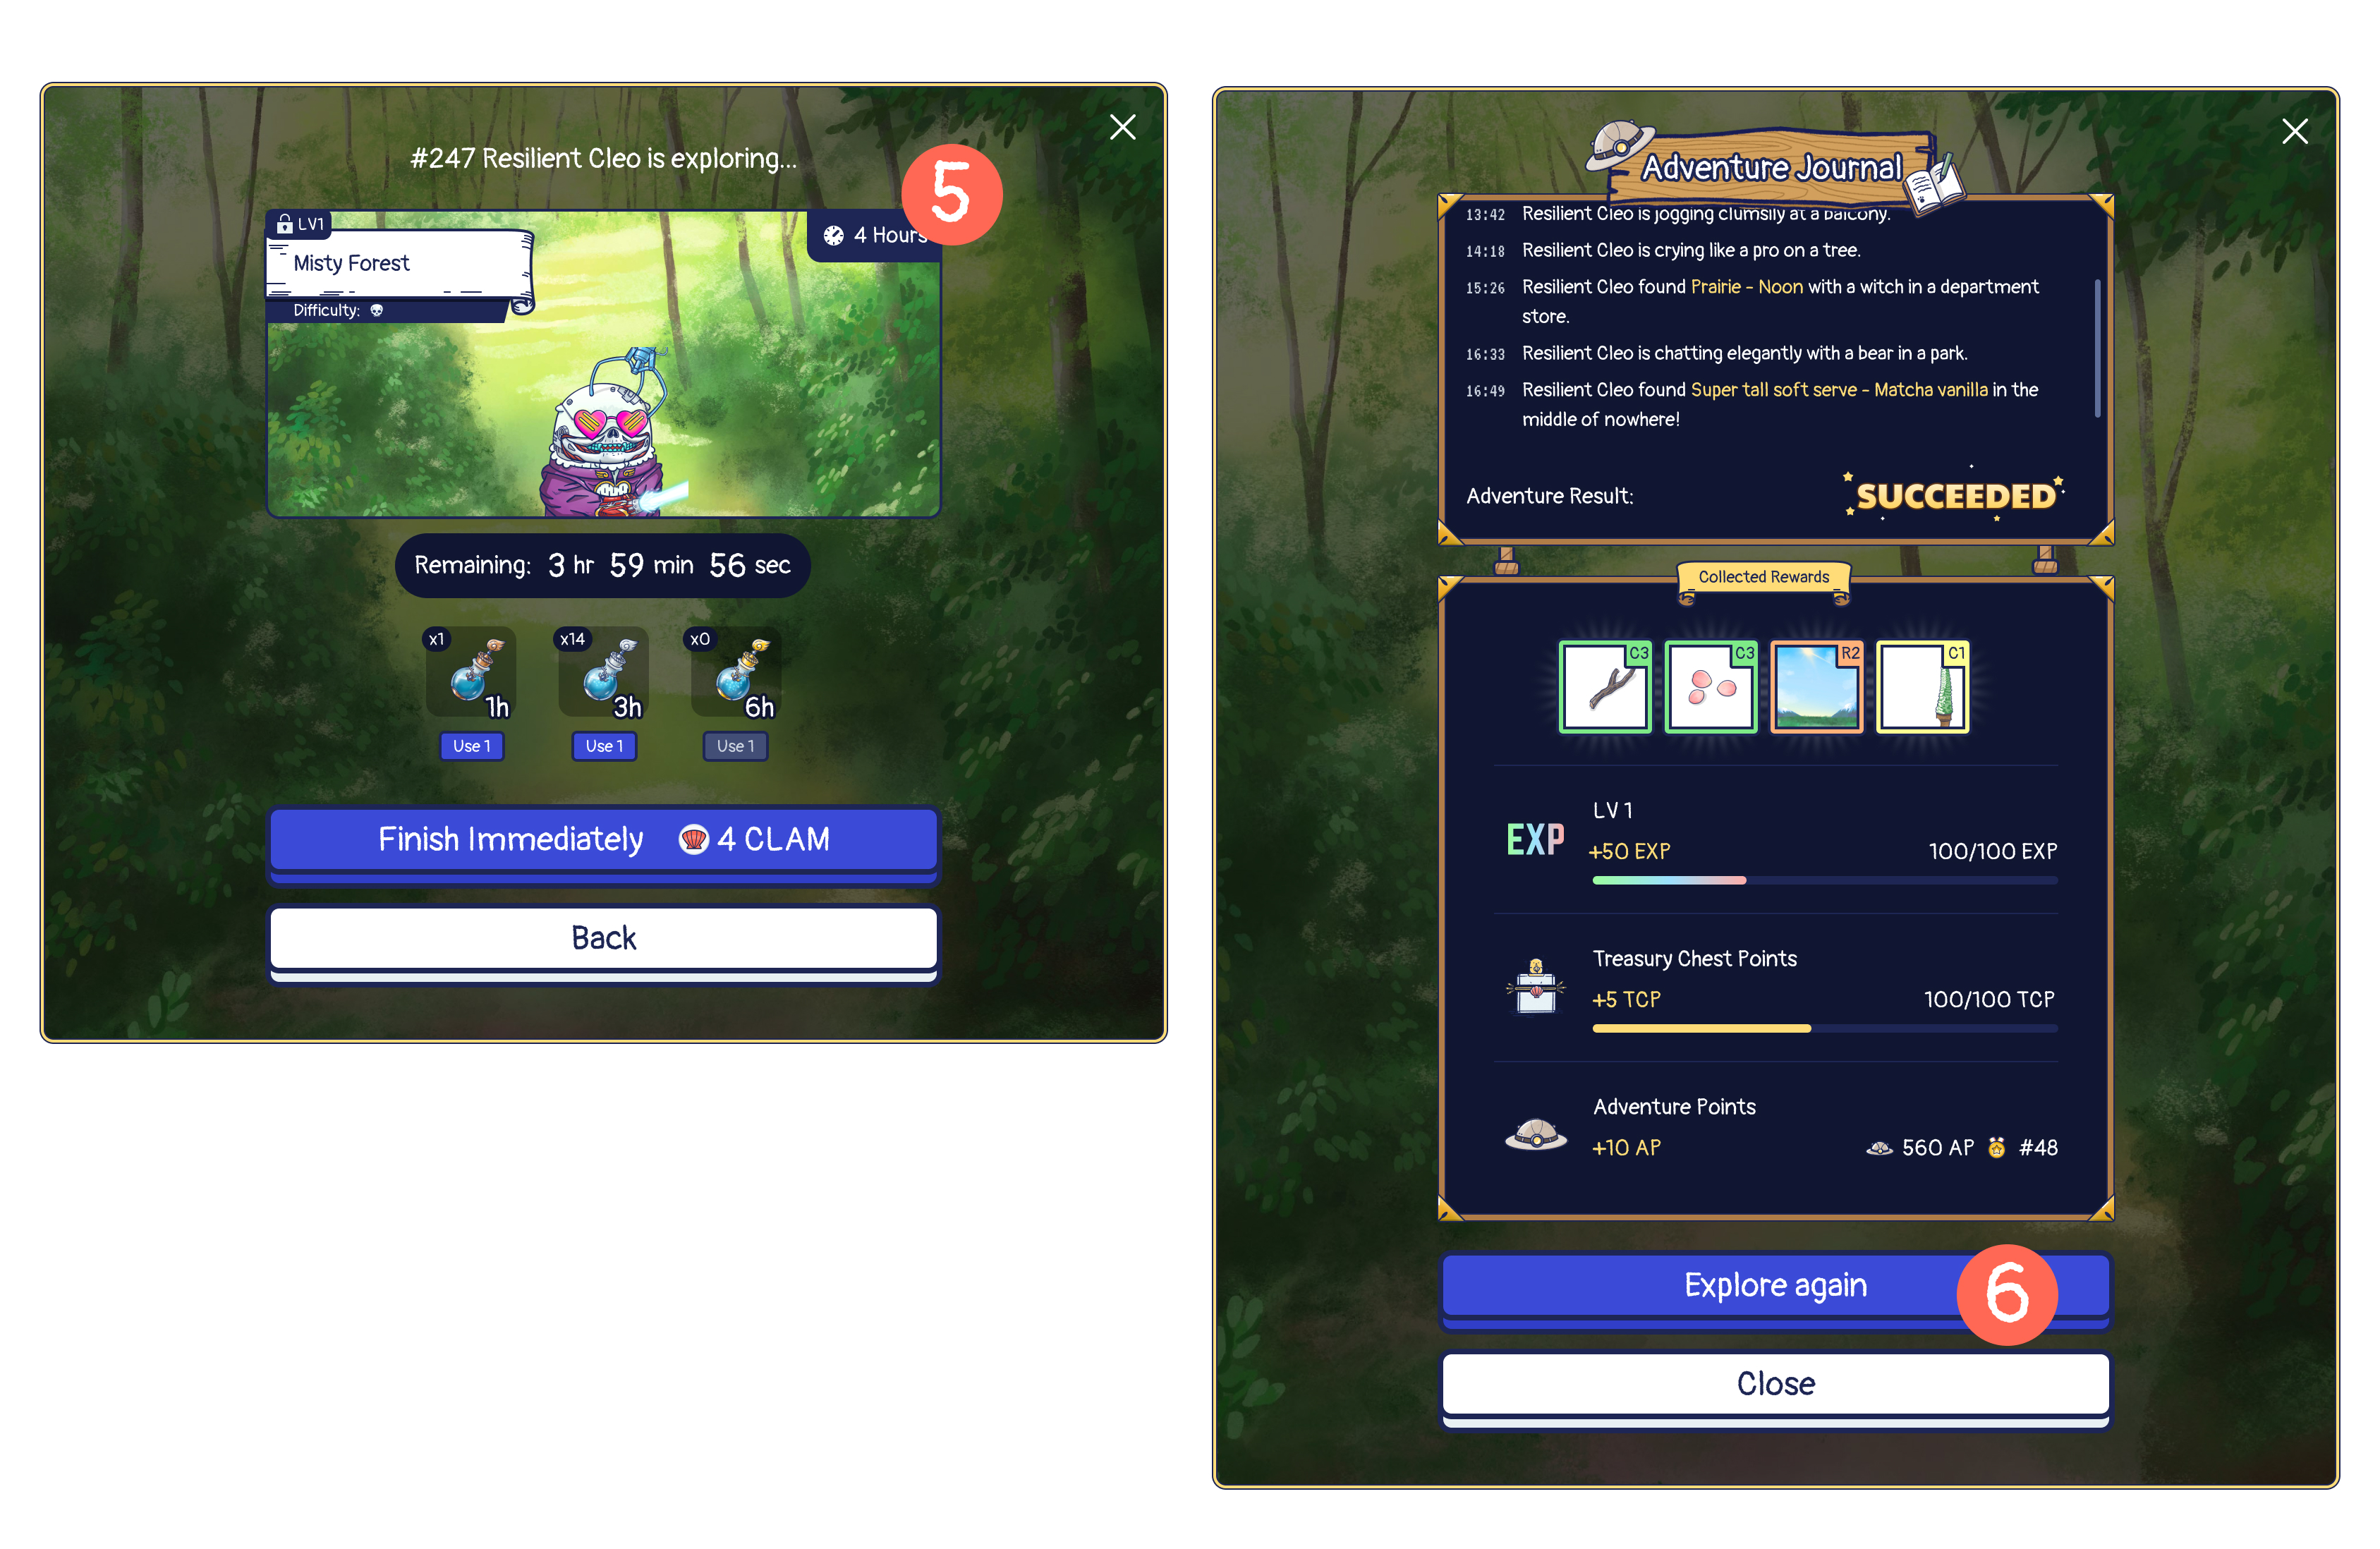 #247 Resilient Cleo is exploring...
5
LV1
4 Hours
Misty Forest
Difficulty:
Remaining: 3 hr 59 min 56 sec
x1
x14
x0
1h
3h
6h
Use 1
Use 1
Use 1
Finish Immediately 4 CLAM
Back
Adventure Journal
13:42 Resilient Cleo is jogging clumsily at a balcony.
14:18 Resilient Cleo is crying like a pro on a tree.
15:26 Resilient Cleo found Prairie - Noon with a witch in a department
store.
16:33 Resilient Cleo is chatting elegantly with a bear in a park.
16:49 Resilient Cleo found Super tall soft serve - Matcha vanilla in the
middle of nowhere!
Adventure Result: SUCCEEDED
Collected Rewards
C3
C3
R2
C1
LV 1
EXP
+50 EXP 100/100 EXP
Treasury Chest Points
+5 TCP 100/100 TCP
Adventure Points
+10 AP 560 AP #48
Explore again
6
Close